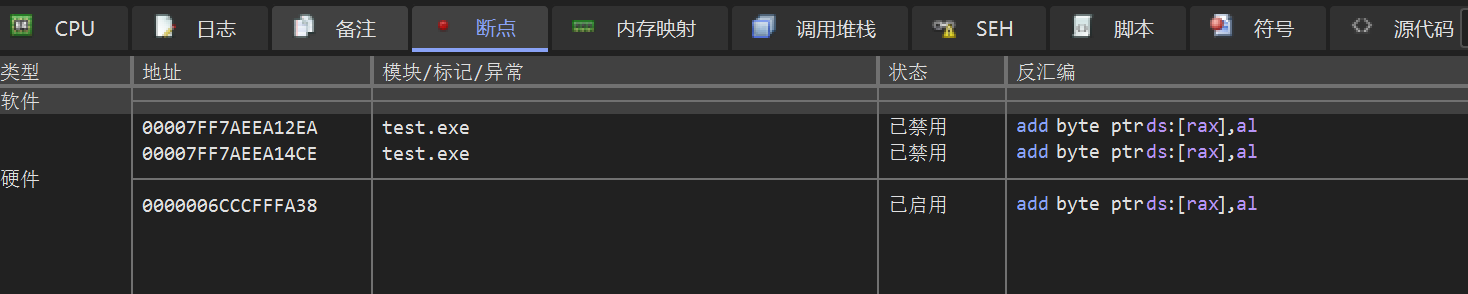 CPU 日志 备注 断点 内存映射 调用堆栈 SEH 脚本 符号 源代码
类型 地址 模块/标记/异常 状态 反汇编
软件
00007FF7AEEA12EA test.exe 已禁用 add byte ptr ds:[rax],al
00007FF7AEEA14CE test.exe 已禁用 add byte ptr ds:[rax],al
硬件
0000006CCCFFFA38 已启用 add byte ptr ds:[rax],al